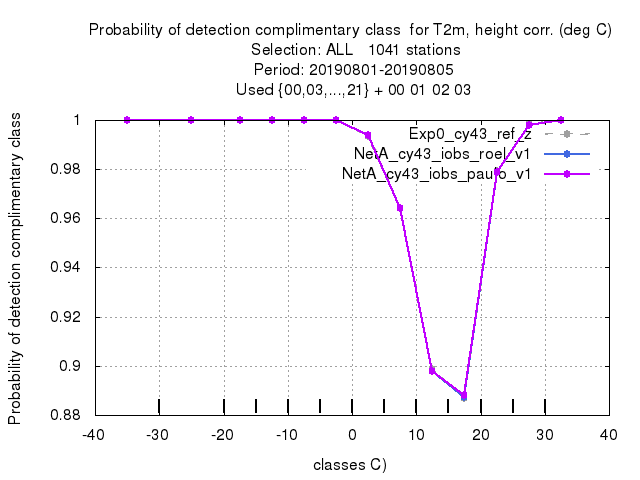 Probability of detection complimentary class for T2m, height corr. (deg C)
Selection: ALL 1041 stations
Period: 20190801-20190805
Used {00,03,...,21} + 00 01 02 03
Probability of detection complimentary class
1
0.98
0.96
0.94
0.92
0.9
0.88
Exp0_cy43_ref_z
NetA_cy43_iobs_roel_v1
NetA_cy43_iobs_paulo_v1
-40 -30 -20 -10 0 10 20 30 40
classes C)